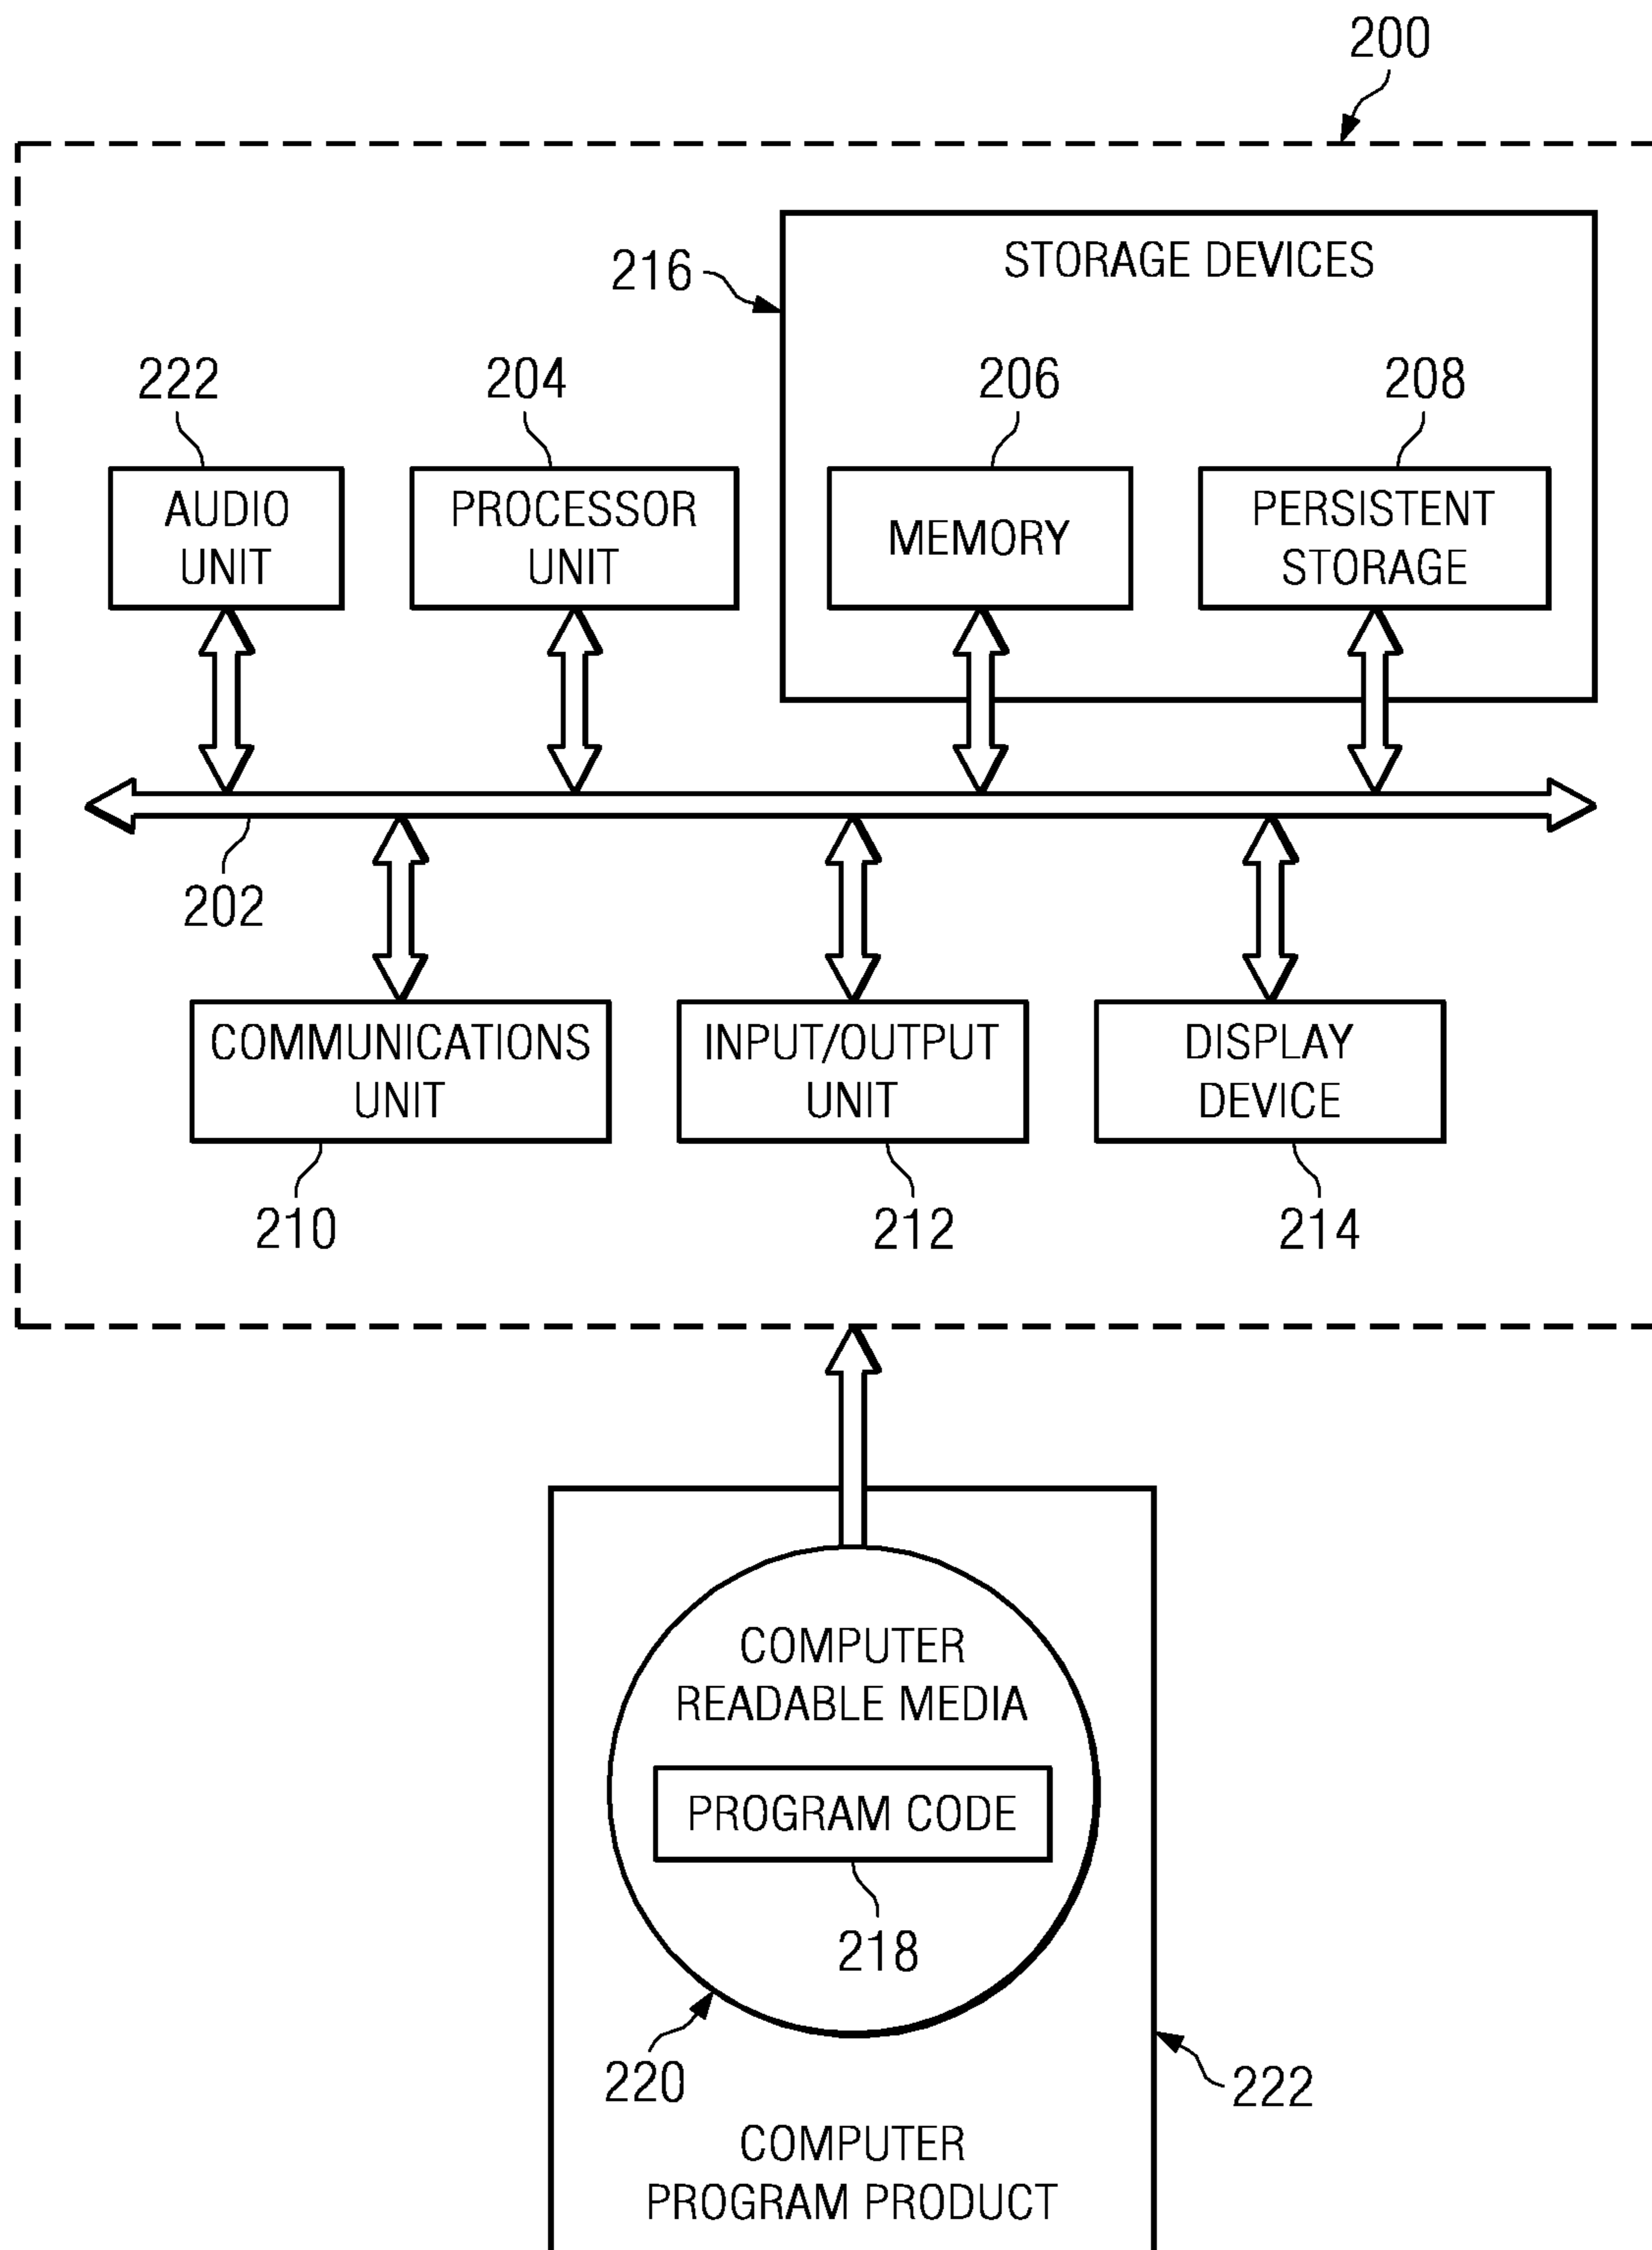 200
STORAGE DEVICES
216
222
204
206
208
AUDIO
UNIT
PROCESSOR
UNIT
MEMORY
PERSISTENT
STORAGE
202
COMMUNICATIONS
UNIT
INPUT/OUTPUT
UNIT
DISPLAY
DEVICE
210
212
214
COMPUTER
READABLE MEDIA
PROGRAM CODE
218
220
222
COMPUTER
PROGRAM PRODUCT